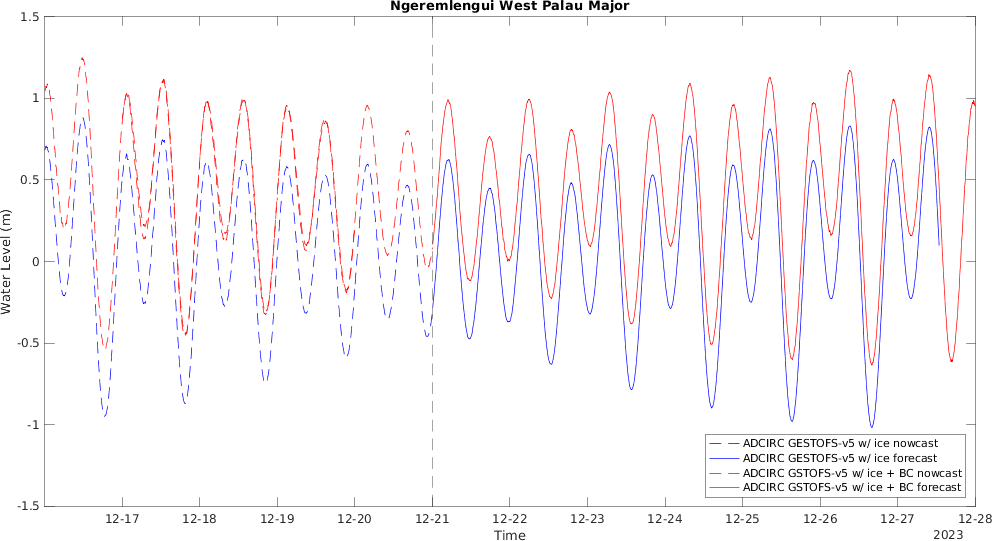 Ngeremlengui West Palau Major
1.5
1
0.5
0
-0.5
-1
-1.5
Water Level (m)
12-17 12-18 12-19 12-20 12-21 12-22 12-23 12-24 12-25 12-26 12-27 12-28
Time
2023
ADCIRC GESTOFS-v5 w/ ice nowcast
ADCIRC GESTOFS-v5 w/ ice forecast
ADCIRC GSTOFS-v5 w/ ice + BC nowcast
ADCIRC GSTOFS-v5 w/ ice + BC forecast